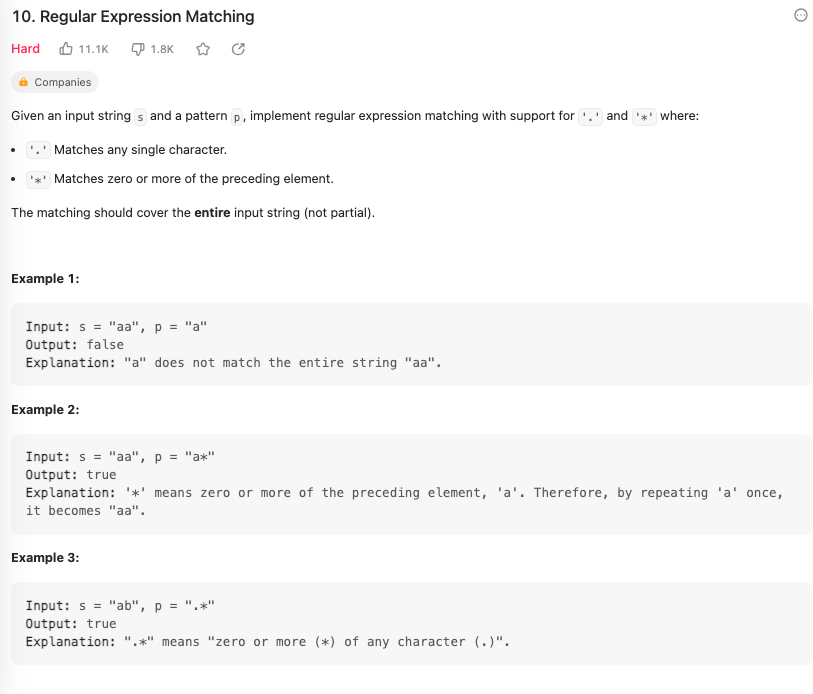 10. Regular Expression Matching
Hard 11.1K 1.8K
Companies
Given an input string s and a pattern p, implement regular expression matching with support for '.' and '*' where:
• '.' Matches any single character.
• '*' Matches zero or more of the preceding element.
The matching should cover the entire input string (not partial).
Example 1:
Input: s = "aa", p = "a"
Output: false
Explanation: "a" does not match the entire string "aa".
Example 2:
Input: s = "aa", p = "a*"
Output: true
Explanation: '*' means zero or more of the preceding element, 'a'. Therefore, by repeating 'a' once,
it becomes "aa".
Example 3:
Input: s = "ab", p = ".*"
Output: true
Explanation: ".*" means "zero or more (*) of any character (.)".